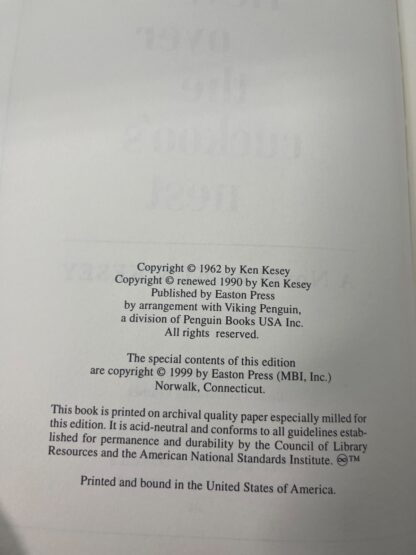 Copyright © 1962 by Ken Kesey
Copyright © renewed 1990 by Ken Kesey
Published by Easton Press
by arrangement with Viking Penguin,
a division of Penguin Books USA Inc.
All rights reserved.
The special contents of this edition
are copyright © 1999 by Easton Press (MBI, Inc.)
Norwalk, Connecticut.
This book is printed on archival quality paper especially milled for
this edition. It is acid-neutral and conforms to all guidelines estab-
lished for permanence and durability by the Council of Library
Resources and the American National Standards Institute. ♾™
Printed and bound in the United States of America.